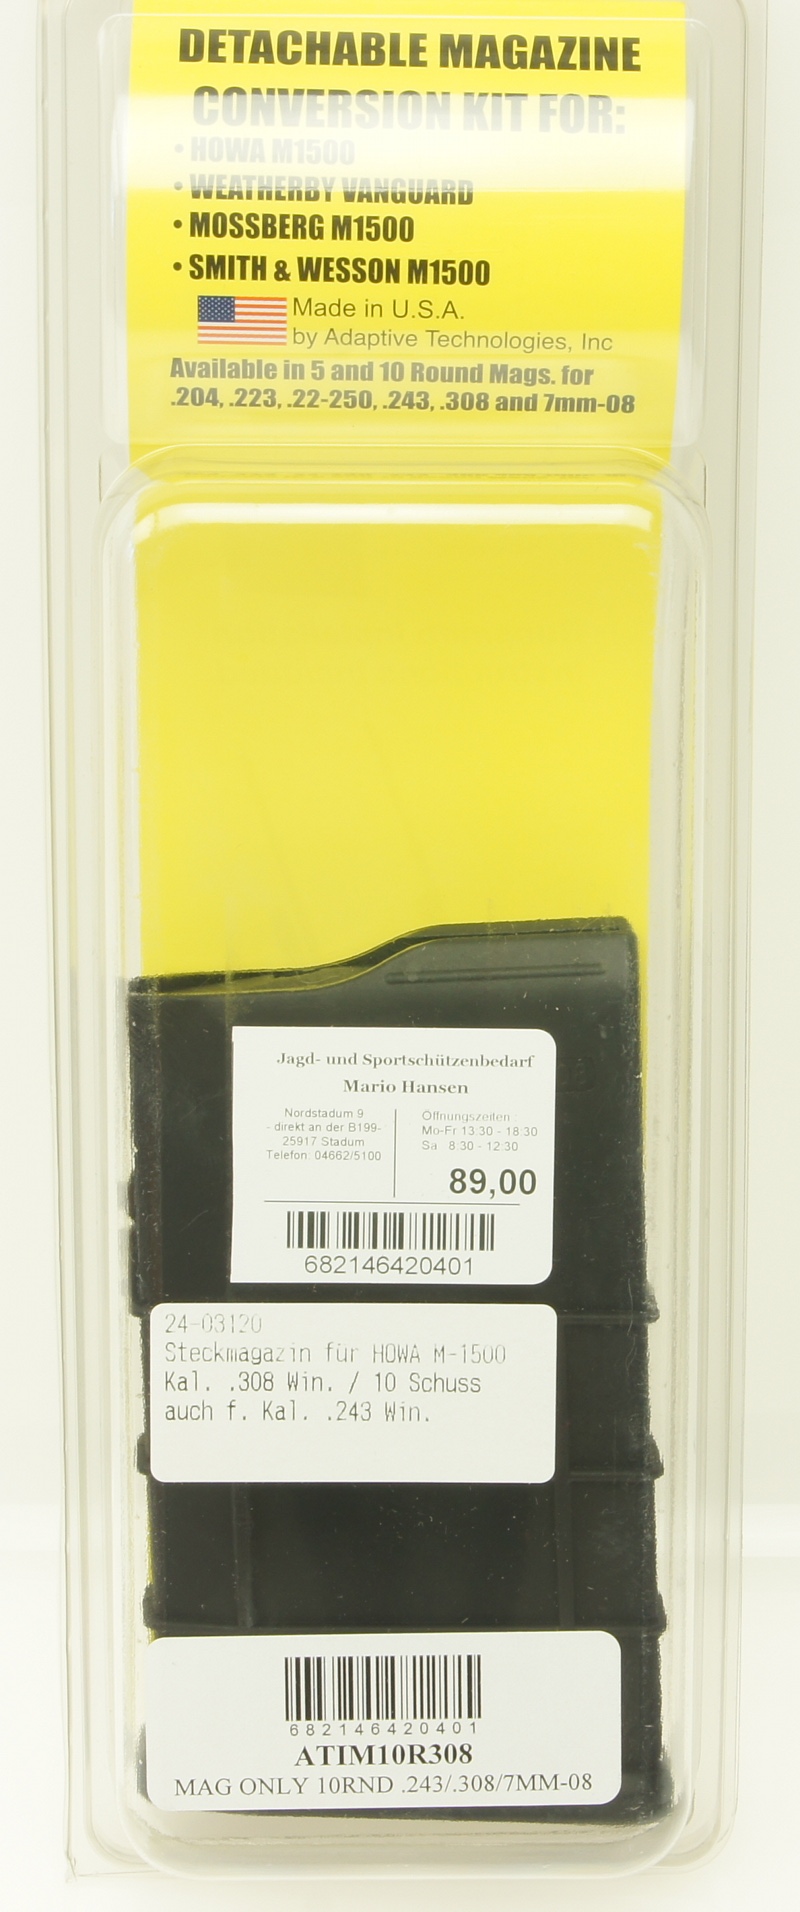 DETACHABLE MAGAZINE
CONVERSION KIT FOR:
• HOWA M1500
• WEATHERBY VANGUARD
• MOSSBERG M1500
• SMITH & WESSON M1500
Made in U.S.A.
by Adaptive Technologies, Inc
Available in 5 and 10 Round Mags. for
.204, .223, .22-250, .243, .308 and 7mm-08
Jagd- und Sportschützenbedarf
Mario Hansen
Nordstadum 9
- direkt an der B199-
25917 Stadum
Telefon: 04662/5100
Öffnungszeiten :
Mo-Fr 13:30 - 18:30
Sa 8:30 - 12:30
89,00
682146420401
24-03120
Steckmagazin für HOWA M-1500
Kal. .308 Win. / 10 Schuss
auch f. Kal. .243 Win.
682146420401
ATIM10R308
MAG ONLY 10RND .243/.308/7MM-08